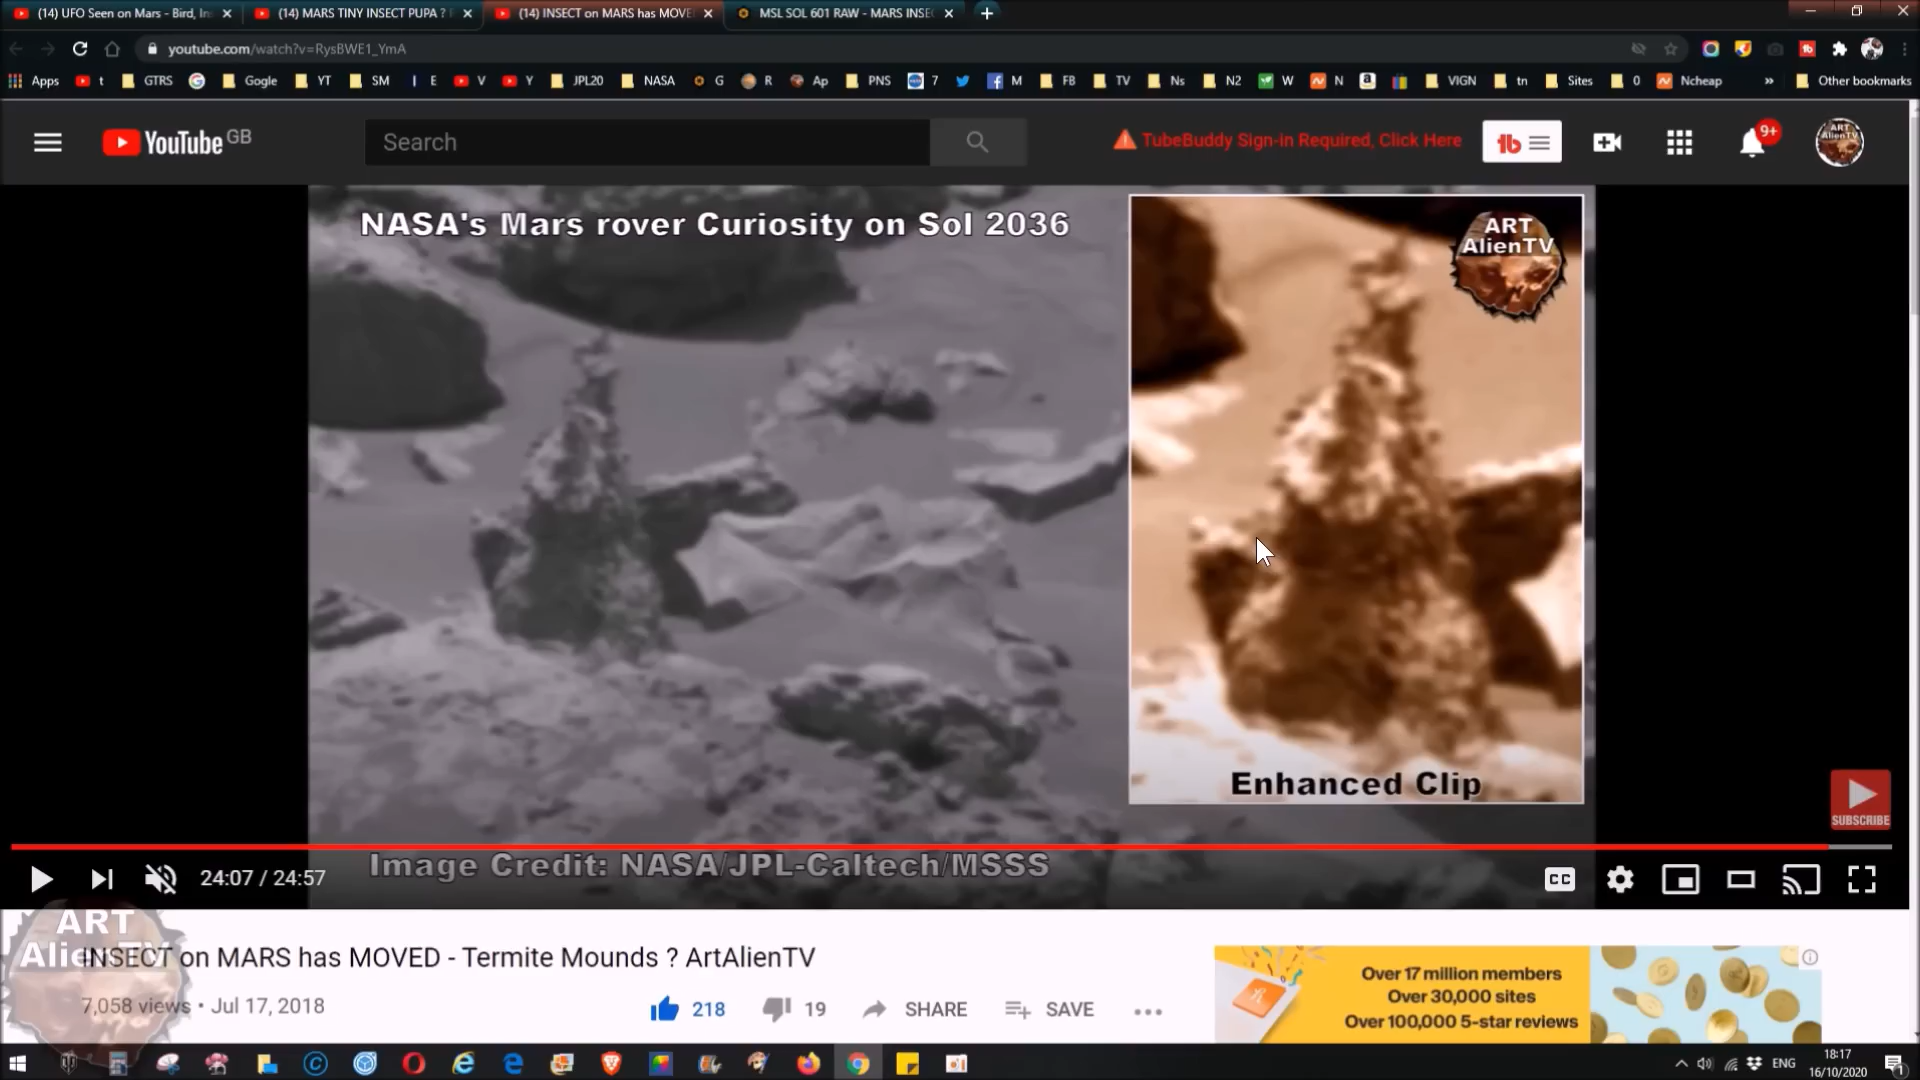 (14) UFO Seen on Mars - Bird, In
(14) MARS TINY INSECT PUPA ?
(14) INSECT on MARS has MOVE
MSL SOL 601 RAW - MARS INSE
youtube.com/watch?v=RysBWE1_YmA
Apps t GTRS Gogle YT SM E V Y JPL20 NASA G R Ap PNS 7 M FB TV Ns N2 W N VIGN tn Sites 0 Ncheap » Other bookmarks
YouTube GB
Search
TubeBuddy Sign-in Required, Click Here
9+
NASA's Mars rover Curiosity on Sol 2036
ART
AlienTV
Enhanced Clip
SUBSCRIBE
Image Credit: NASA/JPL-Caltech/MSSS
24:07 / 24:57
CC
ART
AlienTV
INSECT on MARS has MOVED - Termite Mounds ? ArtAlienTV
7,058 views • Jul 17, 2018
218
19
SHARE
SAVE
Over 17 million members
Over 30,000 sites
Over 100,000 5-star reviews
ENG
18:17
16/10/2020